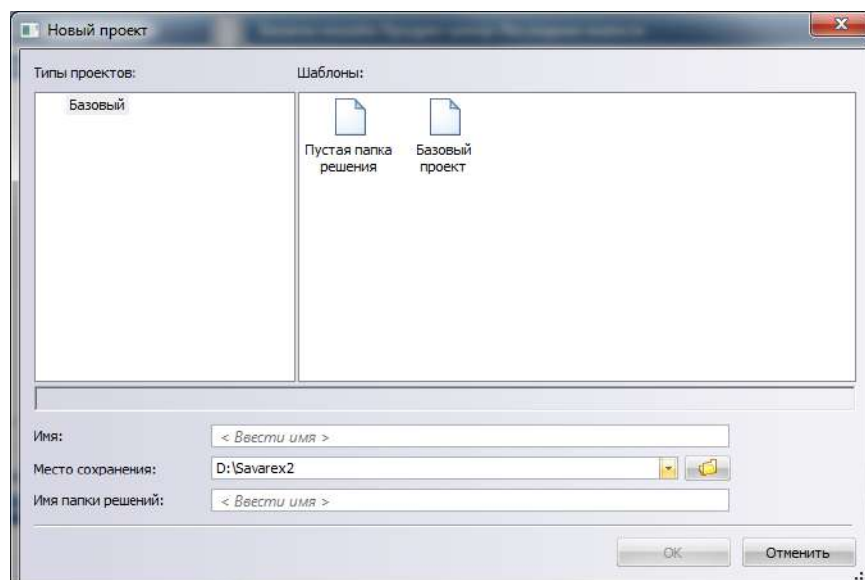 Новый проект
Типы проектов:
Шаблоны:
Базовый
Пустая папка
решения
Базовый
проект
Имя:
< Ввести имя >
Место сохранения:
D:\Savarex2
Имя папки решений:
< Ввести имя >
OK
Отменить